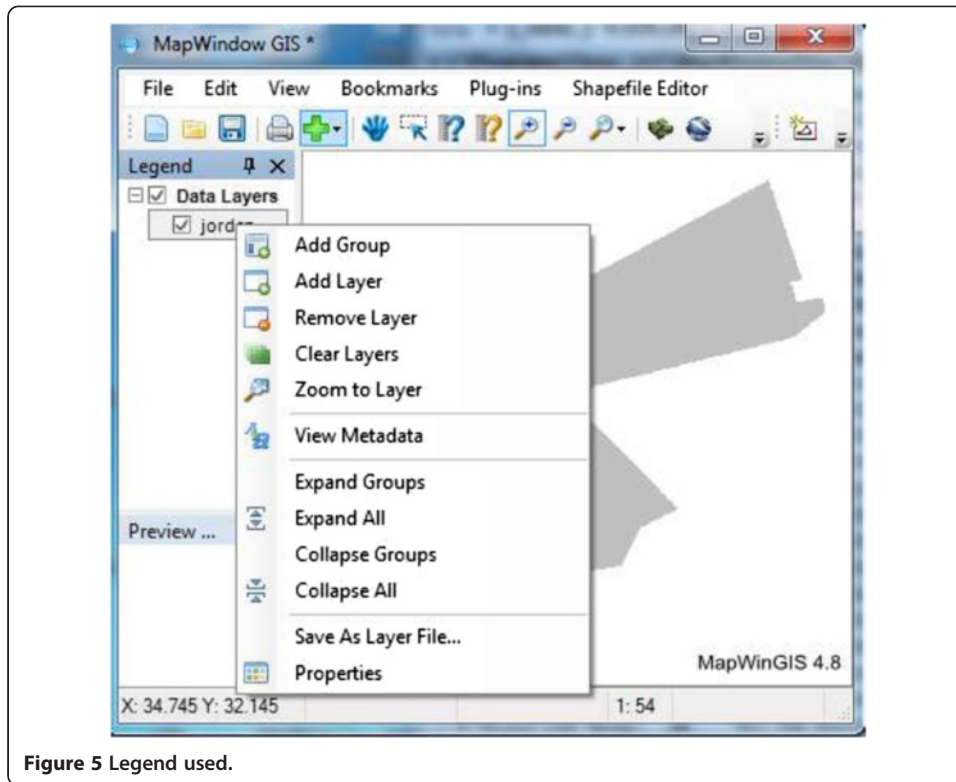 MapWindow GIS *
File Edit View Bookmarks Plug-ins Shapefile Editor
Legend
Data Layers
Add Group
Add Layer
Remove Layer
Clear Layers
Zoom to Layer
View Metadata
Expand Groups
Expand All
Collapse Groups
Collapse All
Save As Layer File...
Properties
Preview ...
MapWinGIS 4.8
X: 34.745 Y: 32.145 1: 54
Figure 5 Legend used.